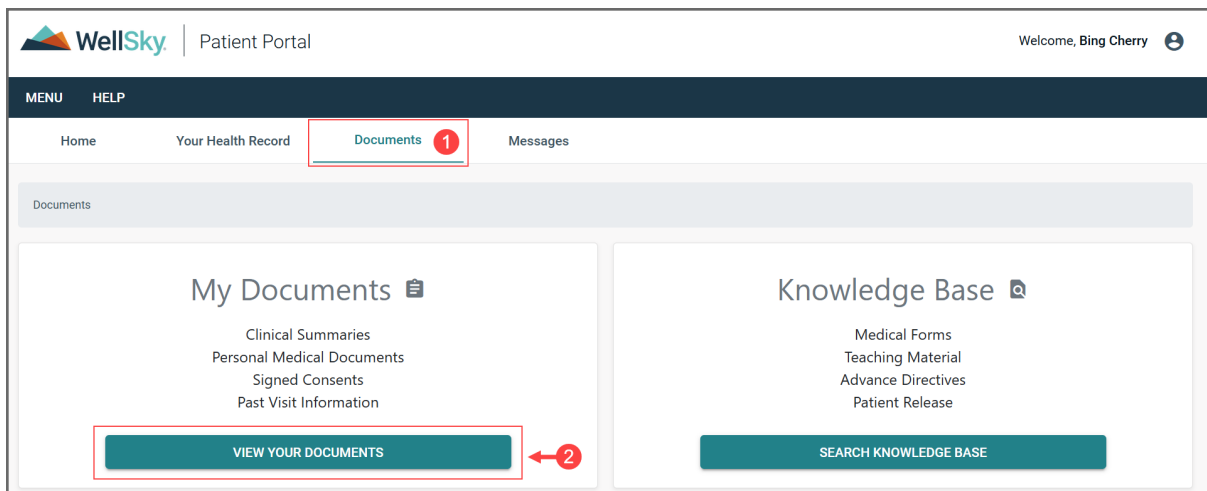 WellSky. Patient Portal
Welcome, Bing Cherry
MENU HELP
Home Your Health Record Documents 1 Messages
Documents
My Documents
Clinical Summaries
Personal Medical Documents
Signed Consents
Past Visit Information
VIEW YOUR DOCUMENTS
2
Knowledge Base
Medical Forms
Teaching Material
Advance Directives
Patient Release
SEARCH KNOWLEDGE BASE